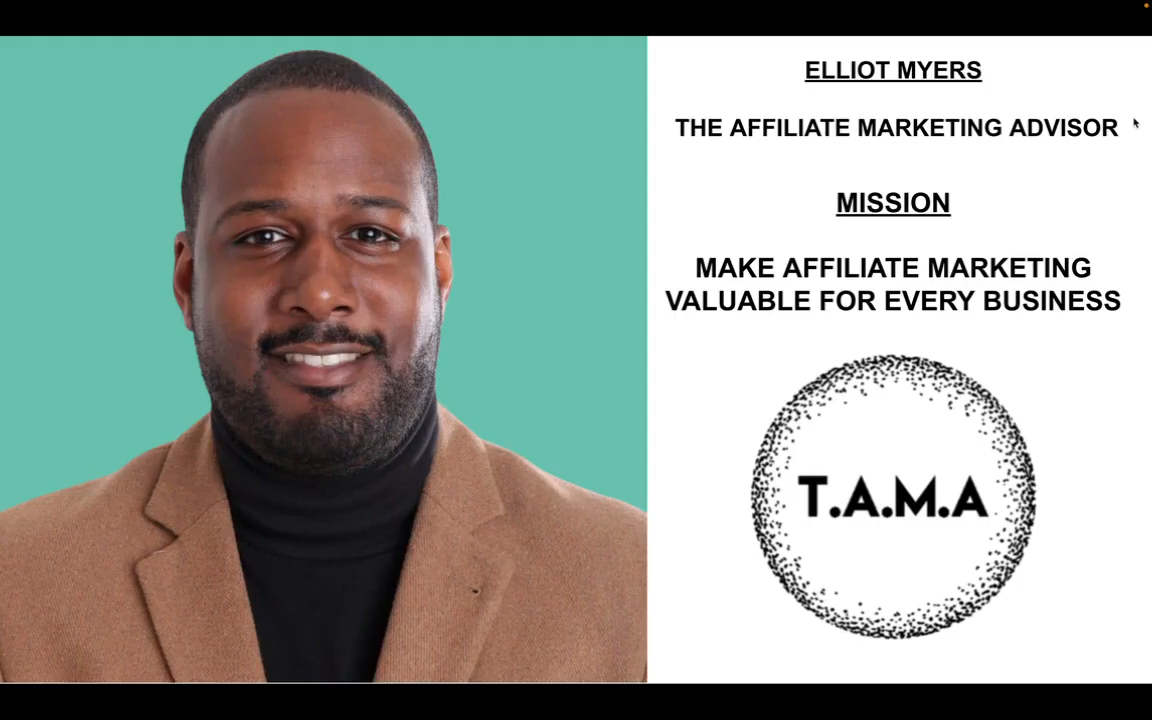 ELLIOT MYERS
THE AFFILIATE MARKETING ADVISOR
MISSION
MAKE AFFILIATE MARKETING
VALUABLE FOR EVERY BUSINESS
T.A.M.A